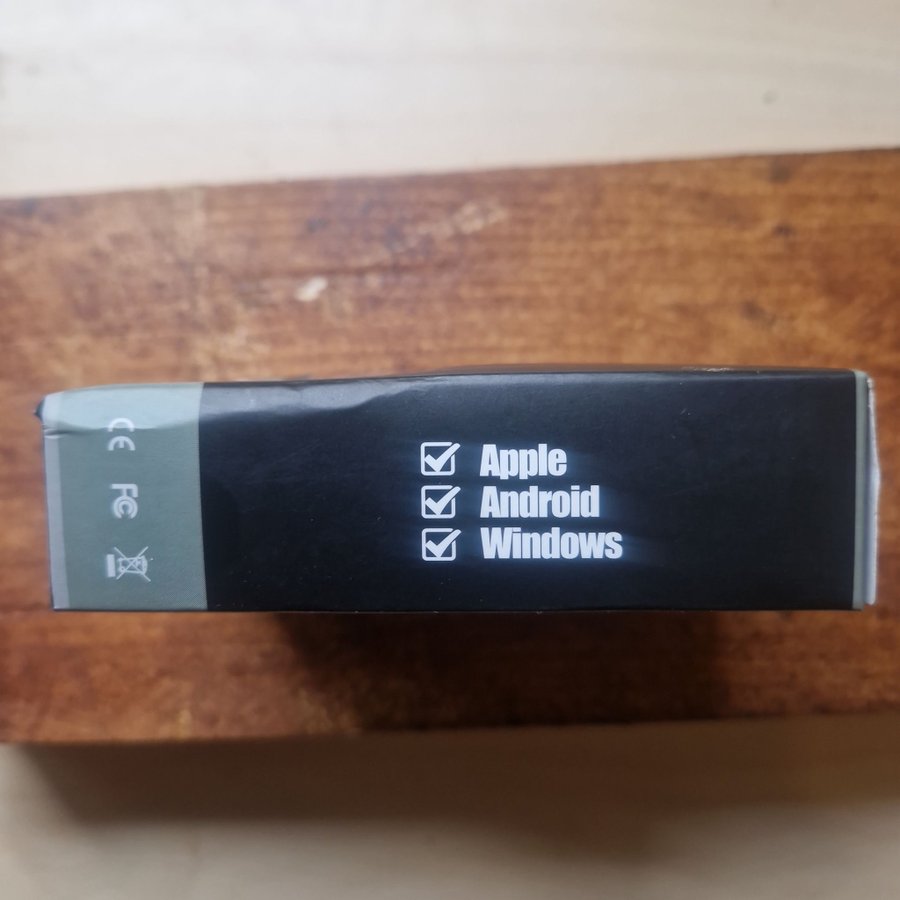 CE
FC
Apple
Android
Windows